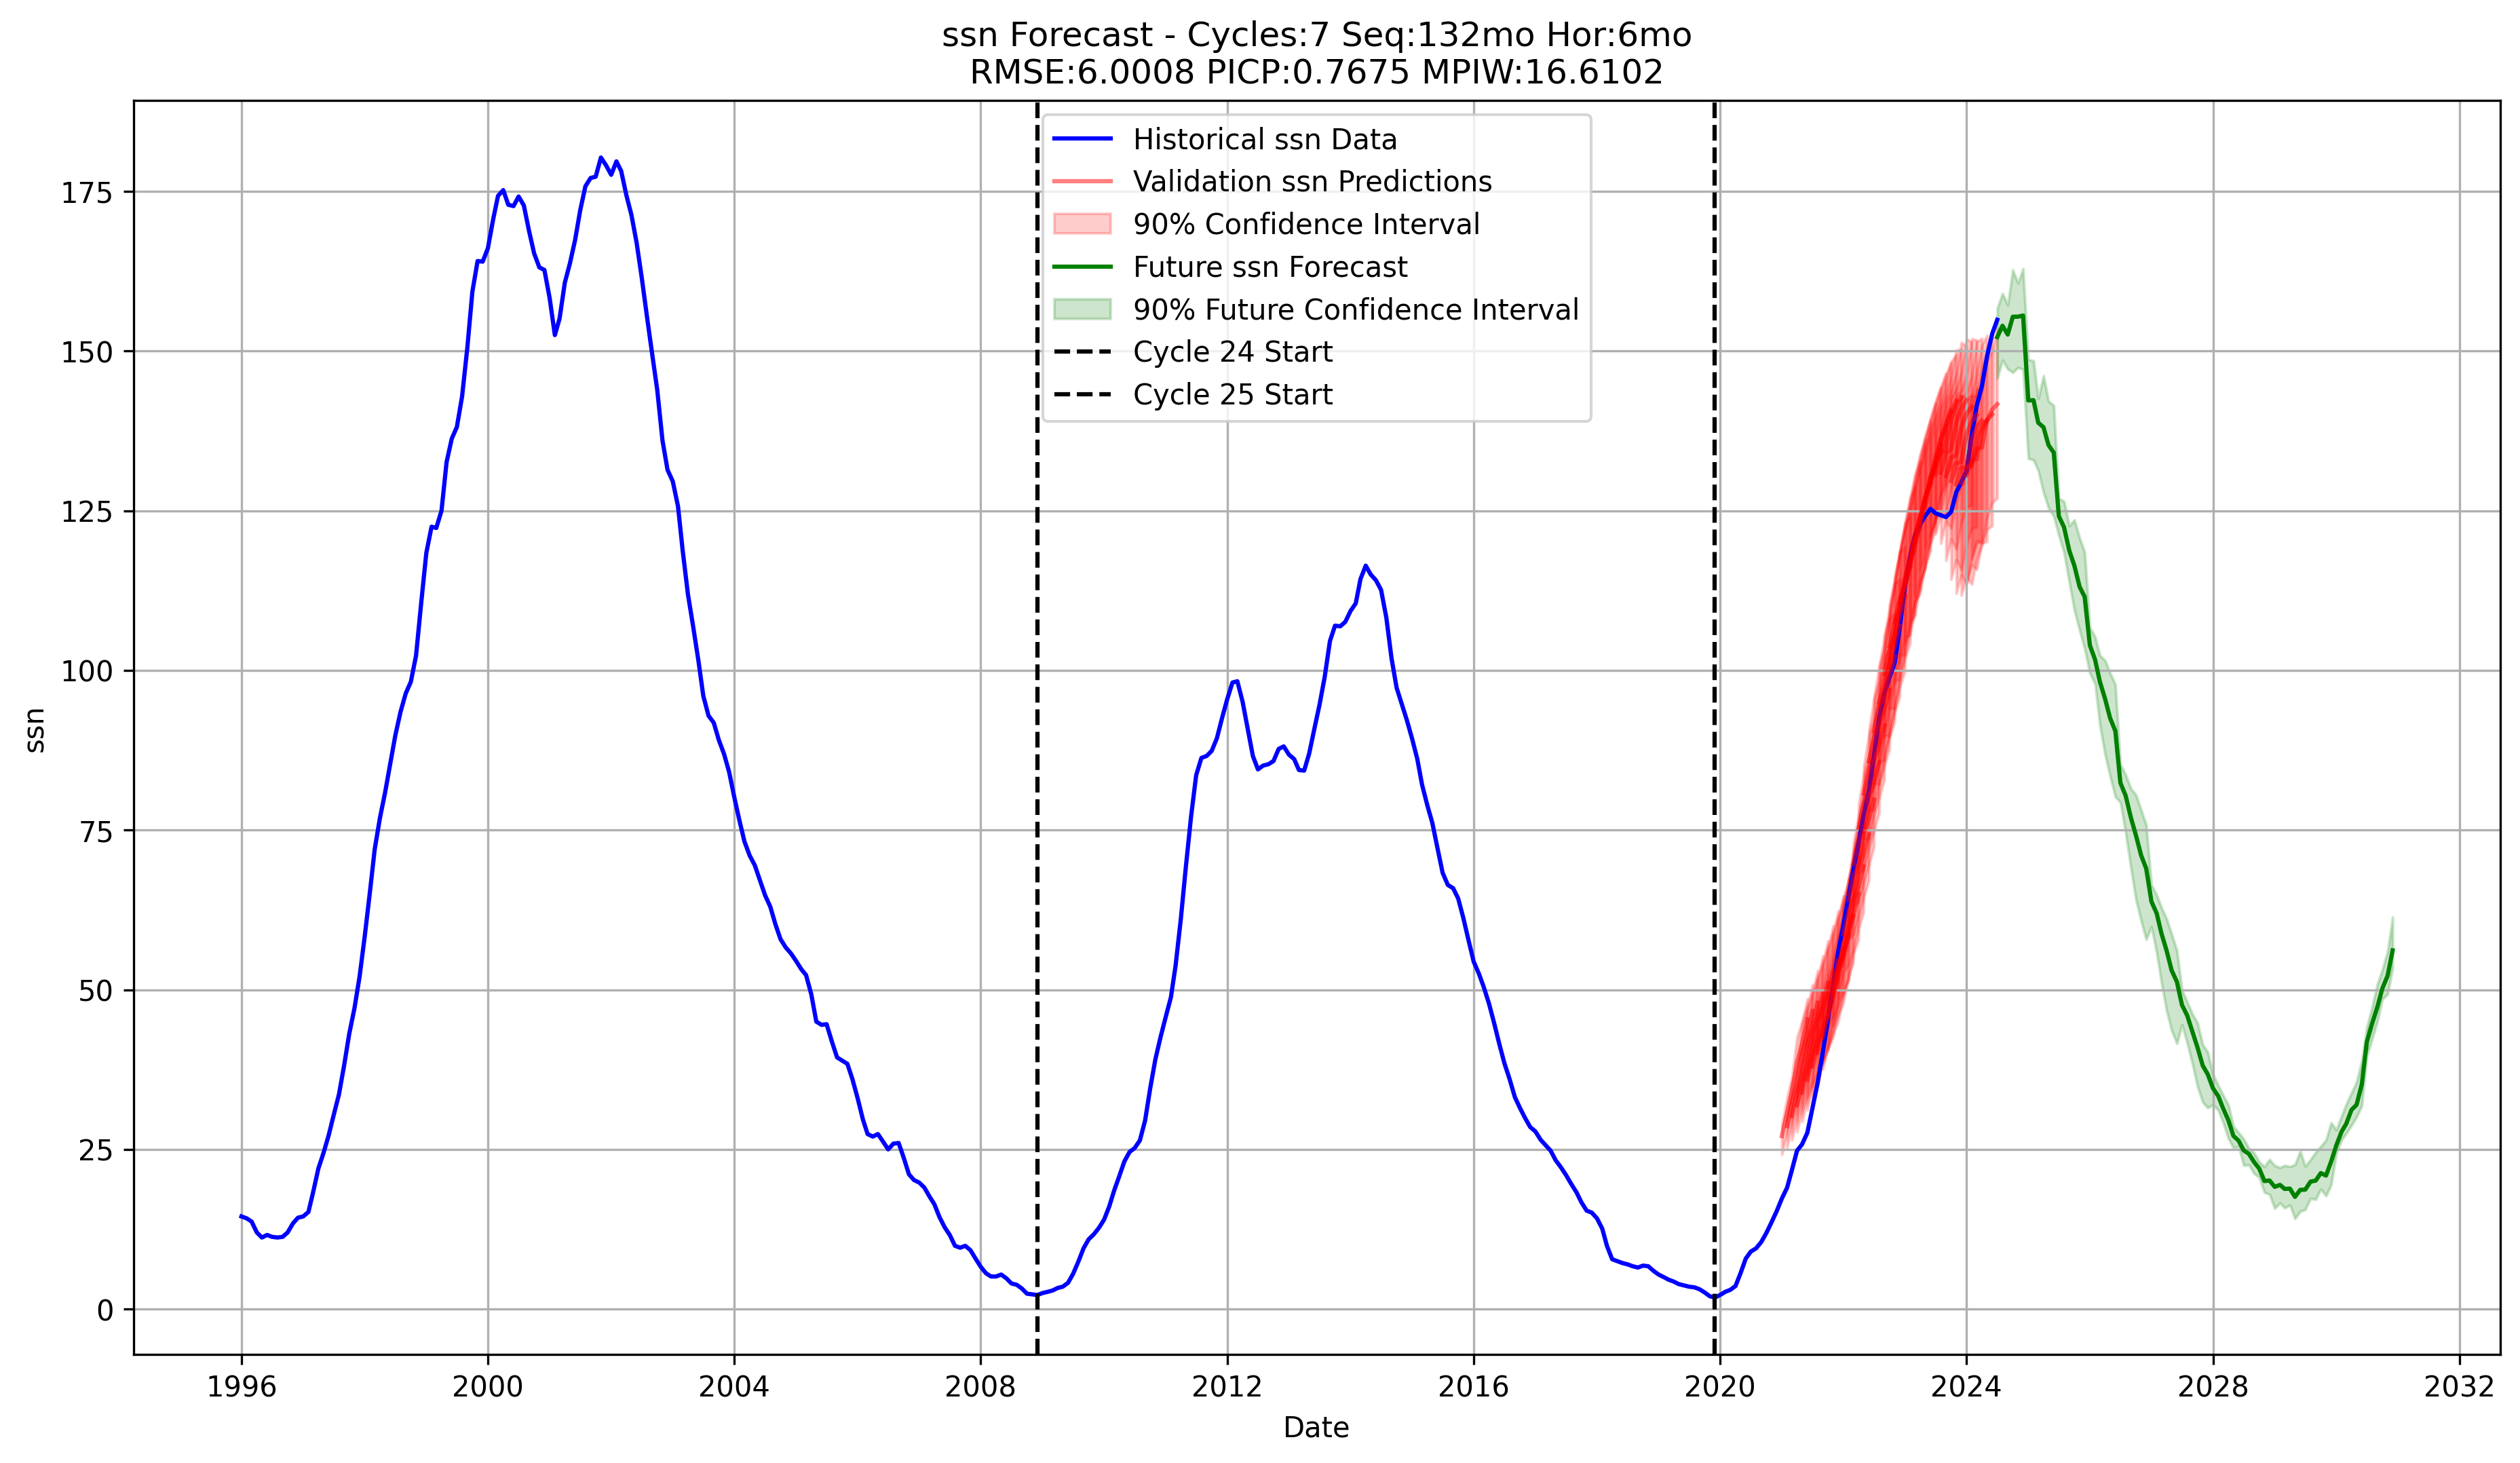 ssn Forecast - Cycles:7 Seq:132mo Hor:6mo
RMSE:6.0008 PICP:0.7675 MPIW:16.6102
Historical ssn Data
Validation ssn Predictions
90% Confidence Interval
Future ssn Forecast
90% Future Confidence Interval
Cycle 24 Start
Cycle 25 Start
175
150
125
100
75
50
25
0
ssn
1996 2000 2004 2008 2012 2016 2020 2024 2028 2032
Date